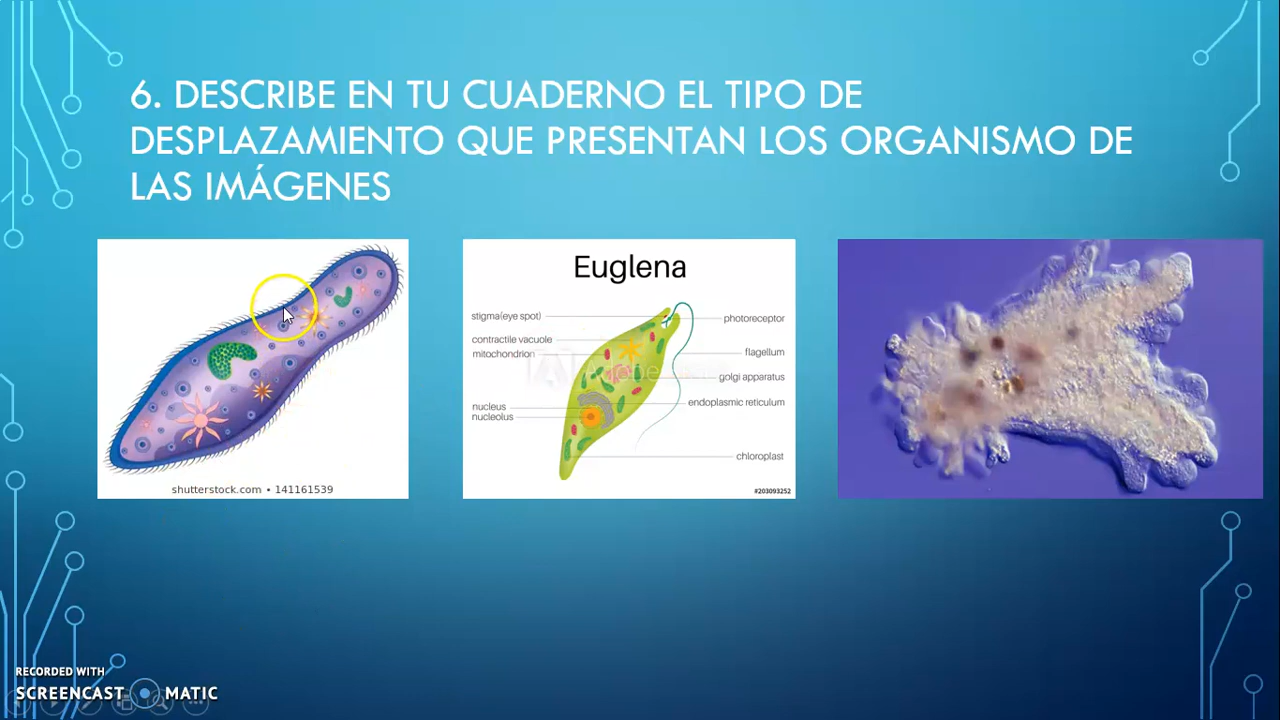 6. DESCRIBE EN TU CUADERNO EL TIPO DE
DESPLAZAMIENTO QUE PRESENTAN LOS ORGANISMO DE
LAS IMÁGENES
shutterstock.com • 141161539
Euglena
stigma(eye spot)
contractile vacuole
mitochondrion
nucleus
nucleolus
photoreceptor
flagellum
golgi apparatus
endoplasmic reticulum
chloroplast
#203093252
RECORDED WITH
SCREENCAST MATIC